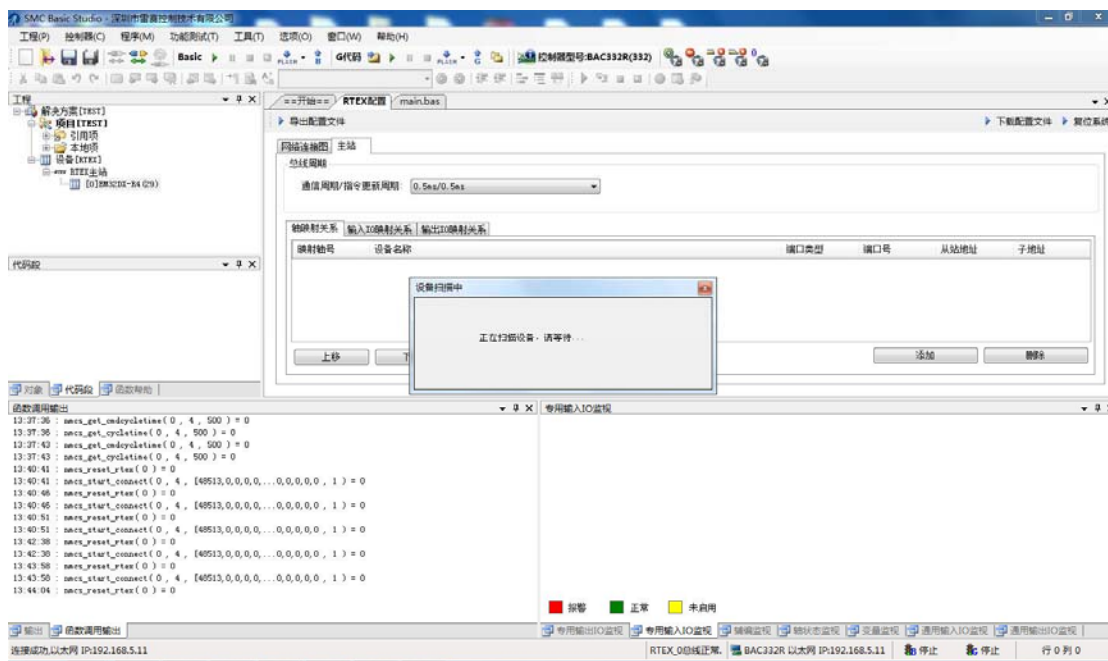 SMC Basic Studio - 深圳市雷赛控制技术有限公司
工程(P) 控制器(C) 程序(M) 功能测试(T) 工具(T) 选项(O) 窗口(W) 帮助(H)
Basic G代码 控制器型号:BAC332R(332)
工程
解决方案[TEST]
项目[TEST]
引用项
本地项
设备[RTEX]
RTEX主站
[0]EM32DX-R4(29)
代码段
对象 代码段 函数帮助
==开始== RTEX配置 main.bas
导出配置文件 下载配置文件 复位系统
网络连接图 主站
总线周期
通信周期/指令更新周期: 0.5ms/0.5ms
轴映射关系 输入IO映射关系 输出IO映射关系
映射轴号 设备名称 端口类型 端口号 从站地址 子地址
设备扫描中
正在扫描设备，请等待...
上移 下 添加 删除
函数调用输出
13:37:36 : nmcs_get_cmdcycletime( 0 , 4 , 500 ) = 0
13:37:36 : nmcs_get_cycletime( 0 , 4 , 500 ) = 0
13:37:43 : nmcs_get_cmdcycletime( 0 , 4 , 500 ) = 0
13:37:43 : nmcs_get_cycletime( 0 , 4 , 500 ) = 0
13:40:41 : nmcs_reset_rtex( 0 ) = 0
13:40:41 : nmcs_start_connect( 0 , 4 , [48513,0,0,0,0,...0,0,0,0,0 , 1 ) = 0
13:40:46 : nmcs_reset_rtex( 0 ) = 0
13:40:46 : nmcs_start_connect( 0 , 4 , [48513,0,0,0,0,...0,0,0,0,0 , 1 ) = 0
13:40:51 : nmcs_reset_rtex( 0 ) = 0
13:40:51 : nmcs_start_connect( 0 , 4 , [48513,0,0,0,0,...0,0,0,0,0 , 1 ) = 0
13:42:38 : nmcs_reset_rtex( 0 ) = 0
13:42:38 : nmcs_start_connect( 0 , 4 , [48513,0,0,0,0,...0,0,0,0,0 , 1 ) = 0
13:43:58 : nmcs_reset_rtex( 0 ) = 0
13:43:58 : nmcs_start_connect( 0 , 4 , [48513,0,0,0,0,...0,0,0,0,0 , 1 ) = 0
13:44:04 : nmcs_reset_rtex( 0 ) = 0
输出 函数调用输出
专用输入IO监视
报警 正常 未启用
专用输出IO监视 专用输入IO监视 辅编监视 轴状态监视 变量监视 通用输入IO监视 通用输出IO监视
连接成功,以太网 IP:192.168.5.11 RTEX_0总线正常. BAC332R 以太网 IP:192.168.5.11 停止 停止 行 0 列 0